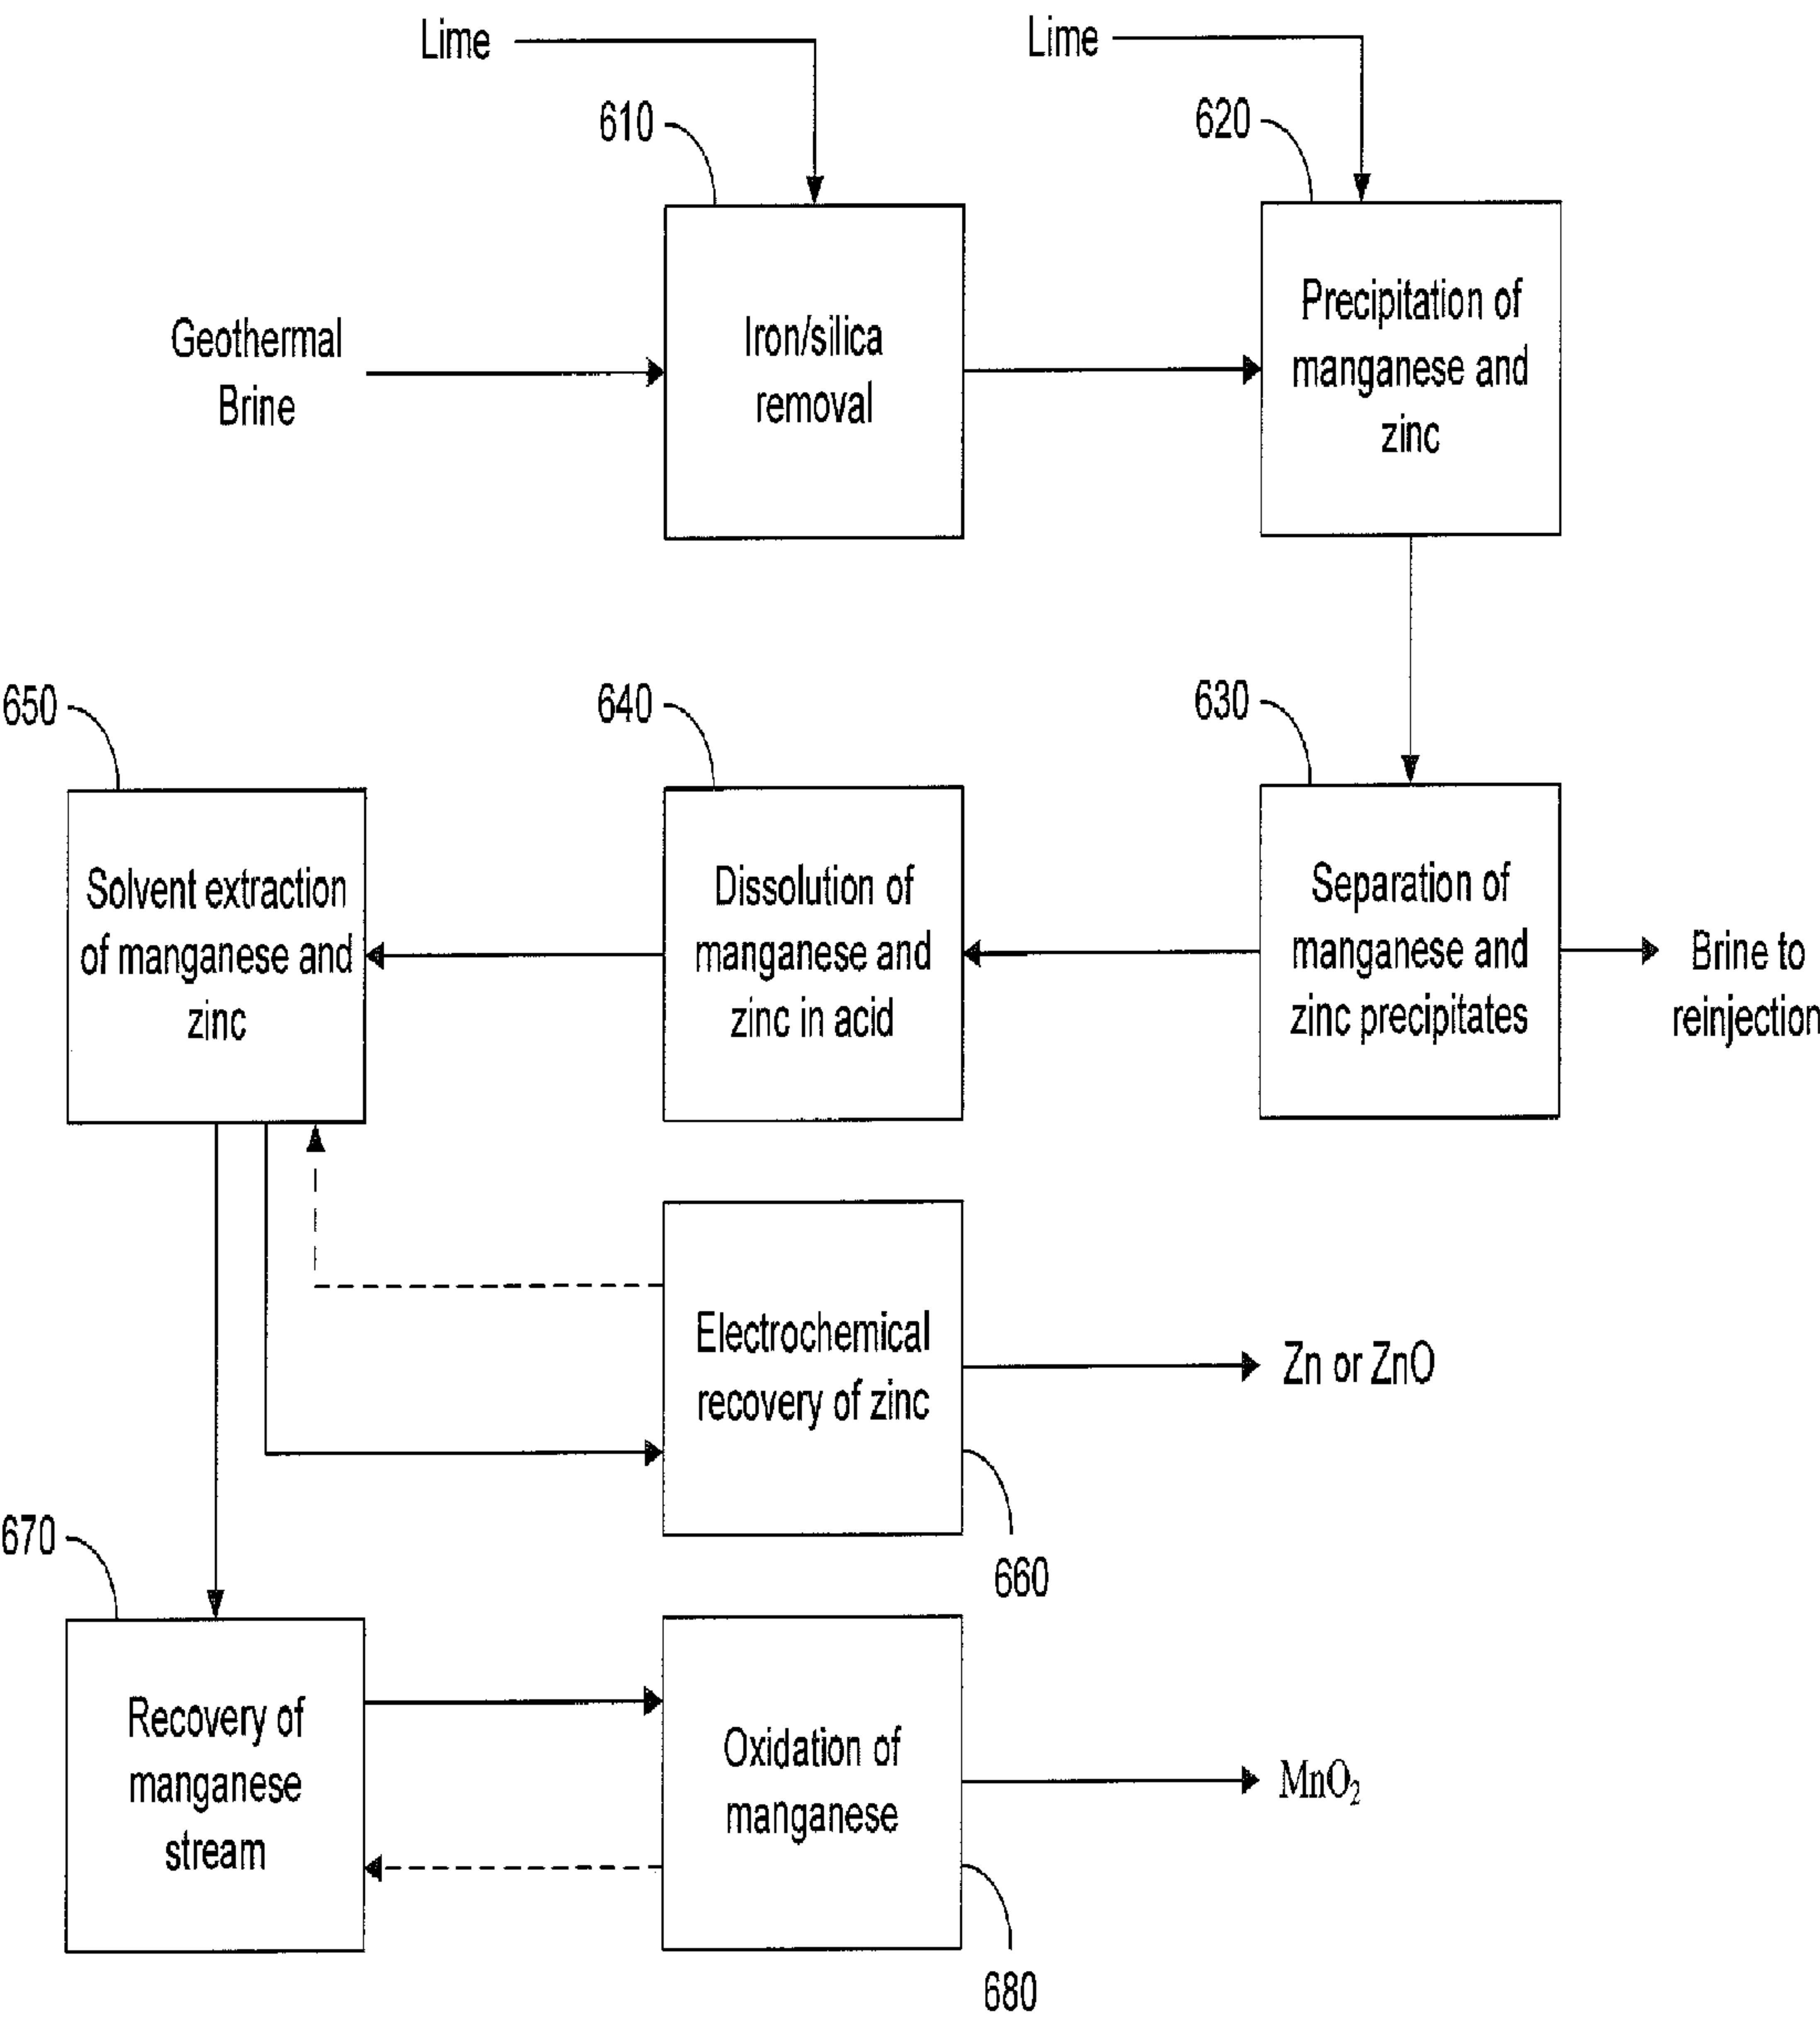 Lime
Lime
610
620
Geothermal
Brine
Iron/silica
removal
Precipitation of
manganese and
zinc
650
640
630
Solvent extraction
of manganese and
zinc
Dissolution of
manganese and
zinc in acid
Separation of
manganese and
zinc precipitates
Brine to
reinjection
Electrochemical
recovery of zinc
Zn or ZnO
660
670
Recovery of
manganese
stream
Oxidation of
manganese
MnO₂
680